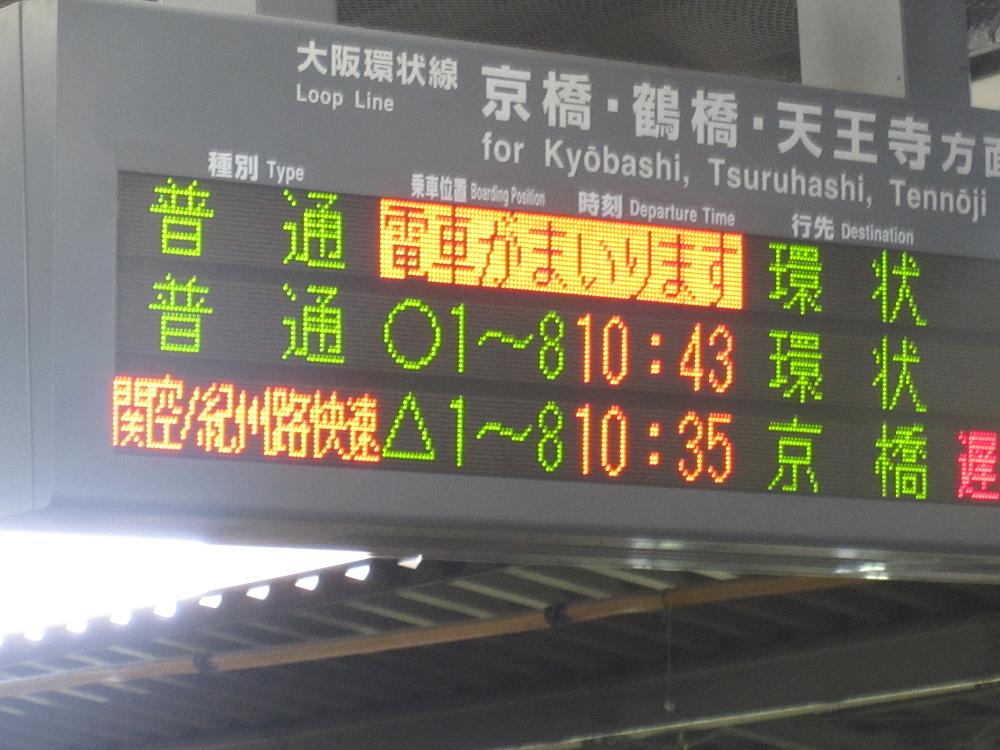 大阪環状線 京橋・鶴橋・天王寺方面
Loop Line for Kyōbashi, Tsuruhashi, Tennōji
種別 Type 乗車位置 Boarding Position 時刻 Departure Time 行先 Destination
普通 電車がまいります 環状
普通 ○1～8 10:43 環状
関空/紀州路快速 △1～8 10:35 京橋 遅